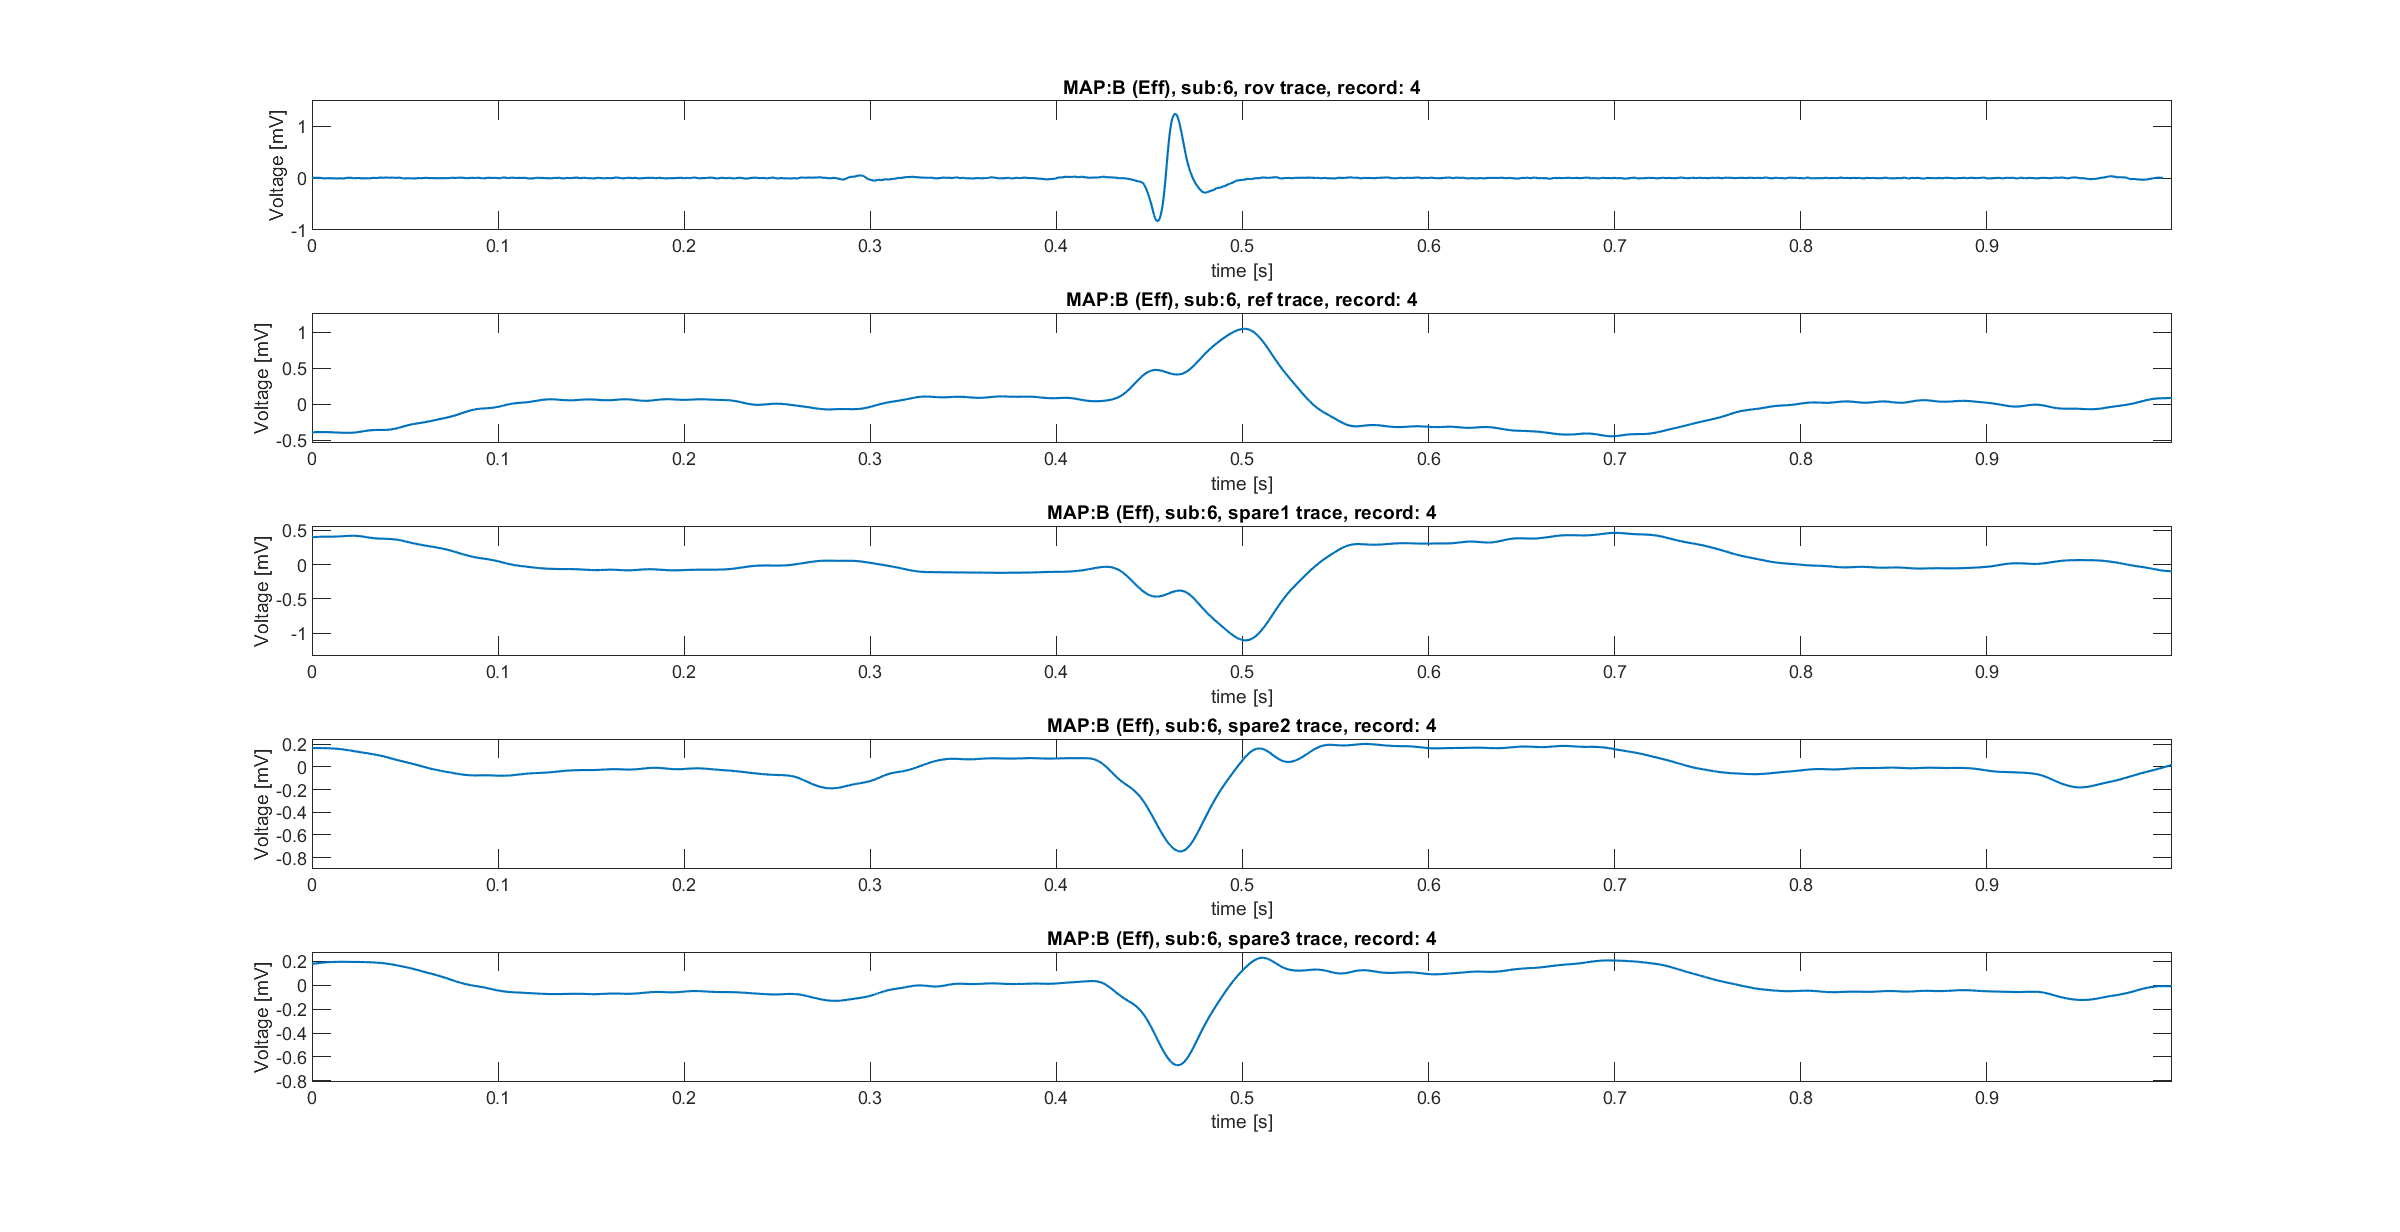 MAP:B (Eff), sub:6, rov trace, record: 4
Voltage [mV]
1
0
-1
0 0.1 0.2 0.3 0.4 0.5 0.6 0.7 0.8 0.9
time [s]
MAP:B (Eff), sub:6, ref trace, record: 4
Voltage [mV]
1
0.5
0
-0.5
0 0.1 0.2 0.3 0.4 0.5 0.6 0.7 0.8 0.9
time [s]
MAP:B (Eff), sub:6, spare1 trace, record: 4
Voltage [mV]
0.5
0
-0.5
-1
0 0.1 0.2 0.3 0.4 0.5 0.6 0.7 0.8 0.9
time [s]
MAP:B (Eff), sub:6, spare2 trace, record: 4
Voltage [mV]
0.2
0
-0.2
-0.4
-0.6
-0.8
0 0.1 0.2 0.3 0.4 0.5 0.6 0.7 0.8 0.9
time [s]
MAP:B (Eff), sub:6, spare3 trace, record: 4
Voltage [mV]
0.2
0
-0.2
-0.4
-0.6
-0.8
0 0.1 0.2 0.3 0.4 0.5 0.6 0.7 0.8 0.9
time [s]